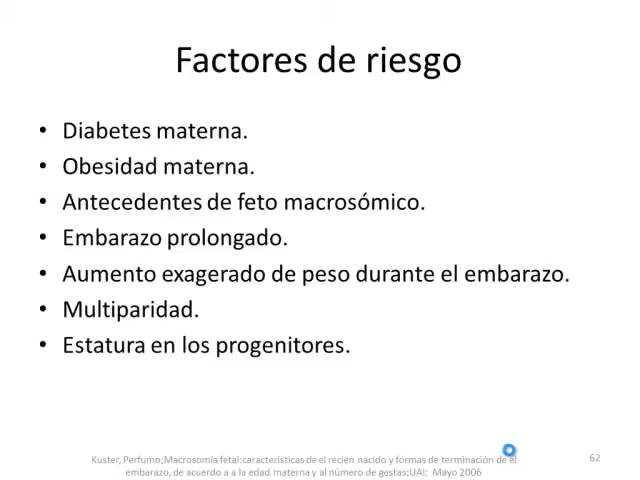 Factores de riesgo
• Diabetes materna.
• Obesidad materna.
• Antecedentes de feto macrosómico.
• Embarazo prolongado.
• Aumento exagerado de peso durante el embarazo.
• Multiparidad.
• Estatura en los progenitores.
Kuster, Perfumo;Macrosomía fetal:características de el recién nacido y formas de terminación de el
embarazo, de acuerdo a a la edad materna y al número de gestas;UAI; Mayo 2006
62